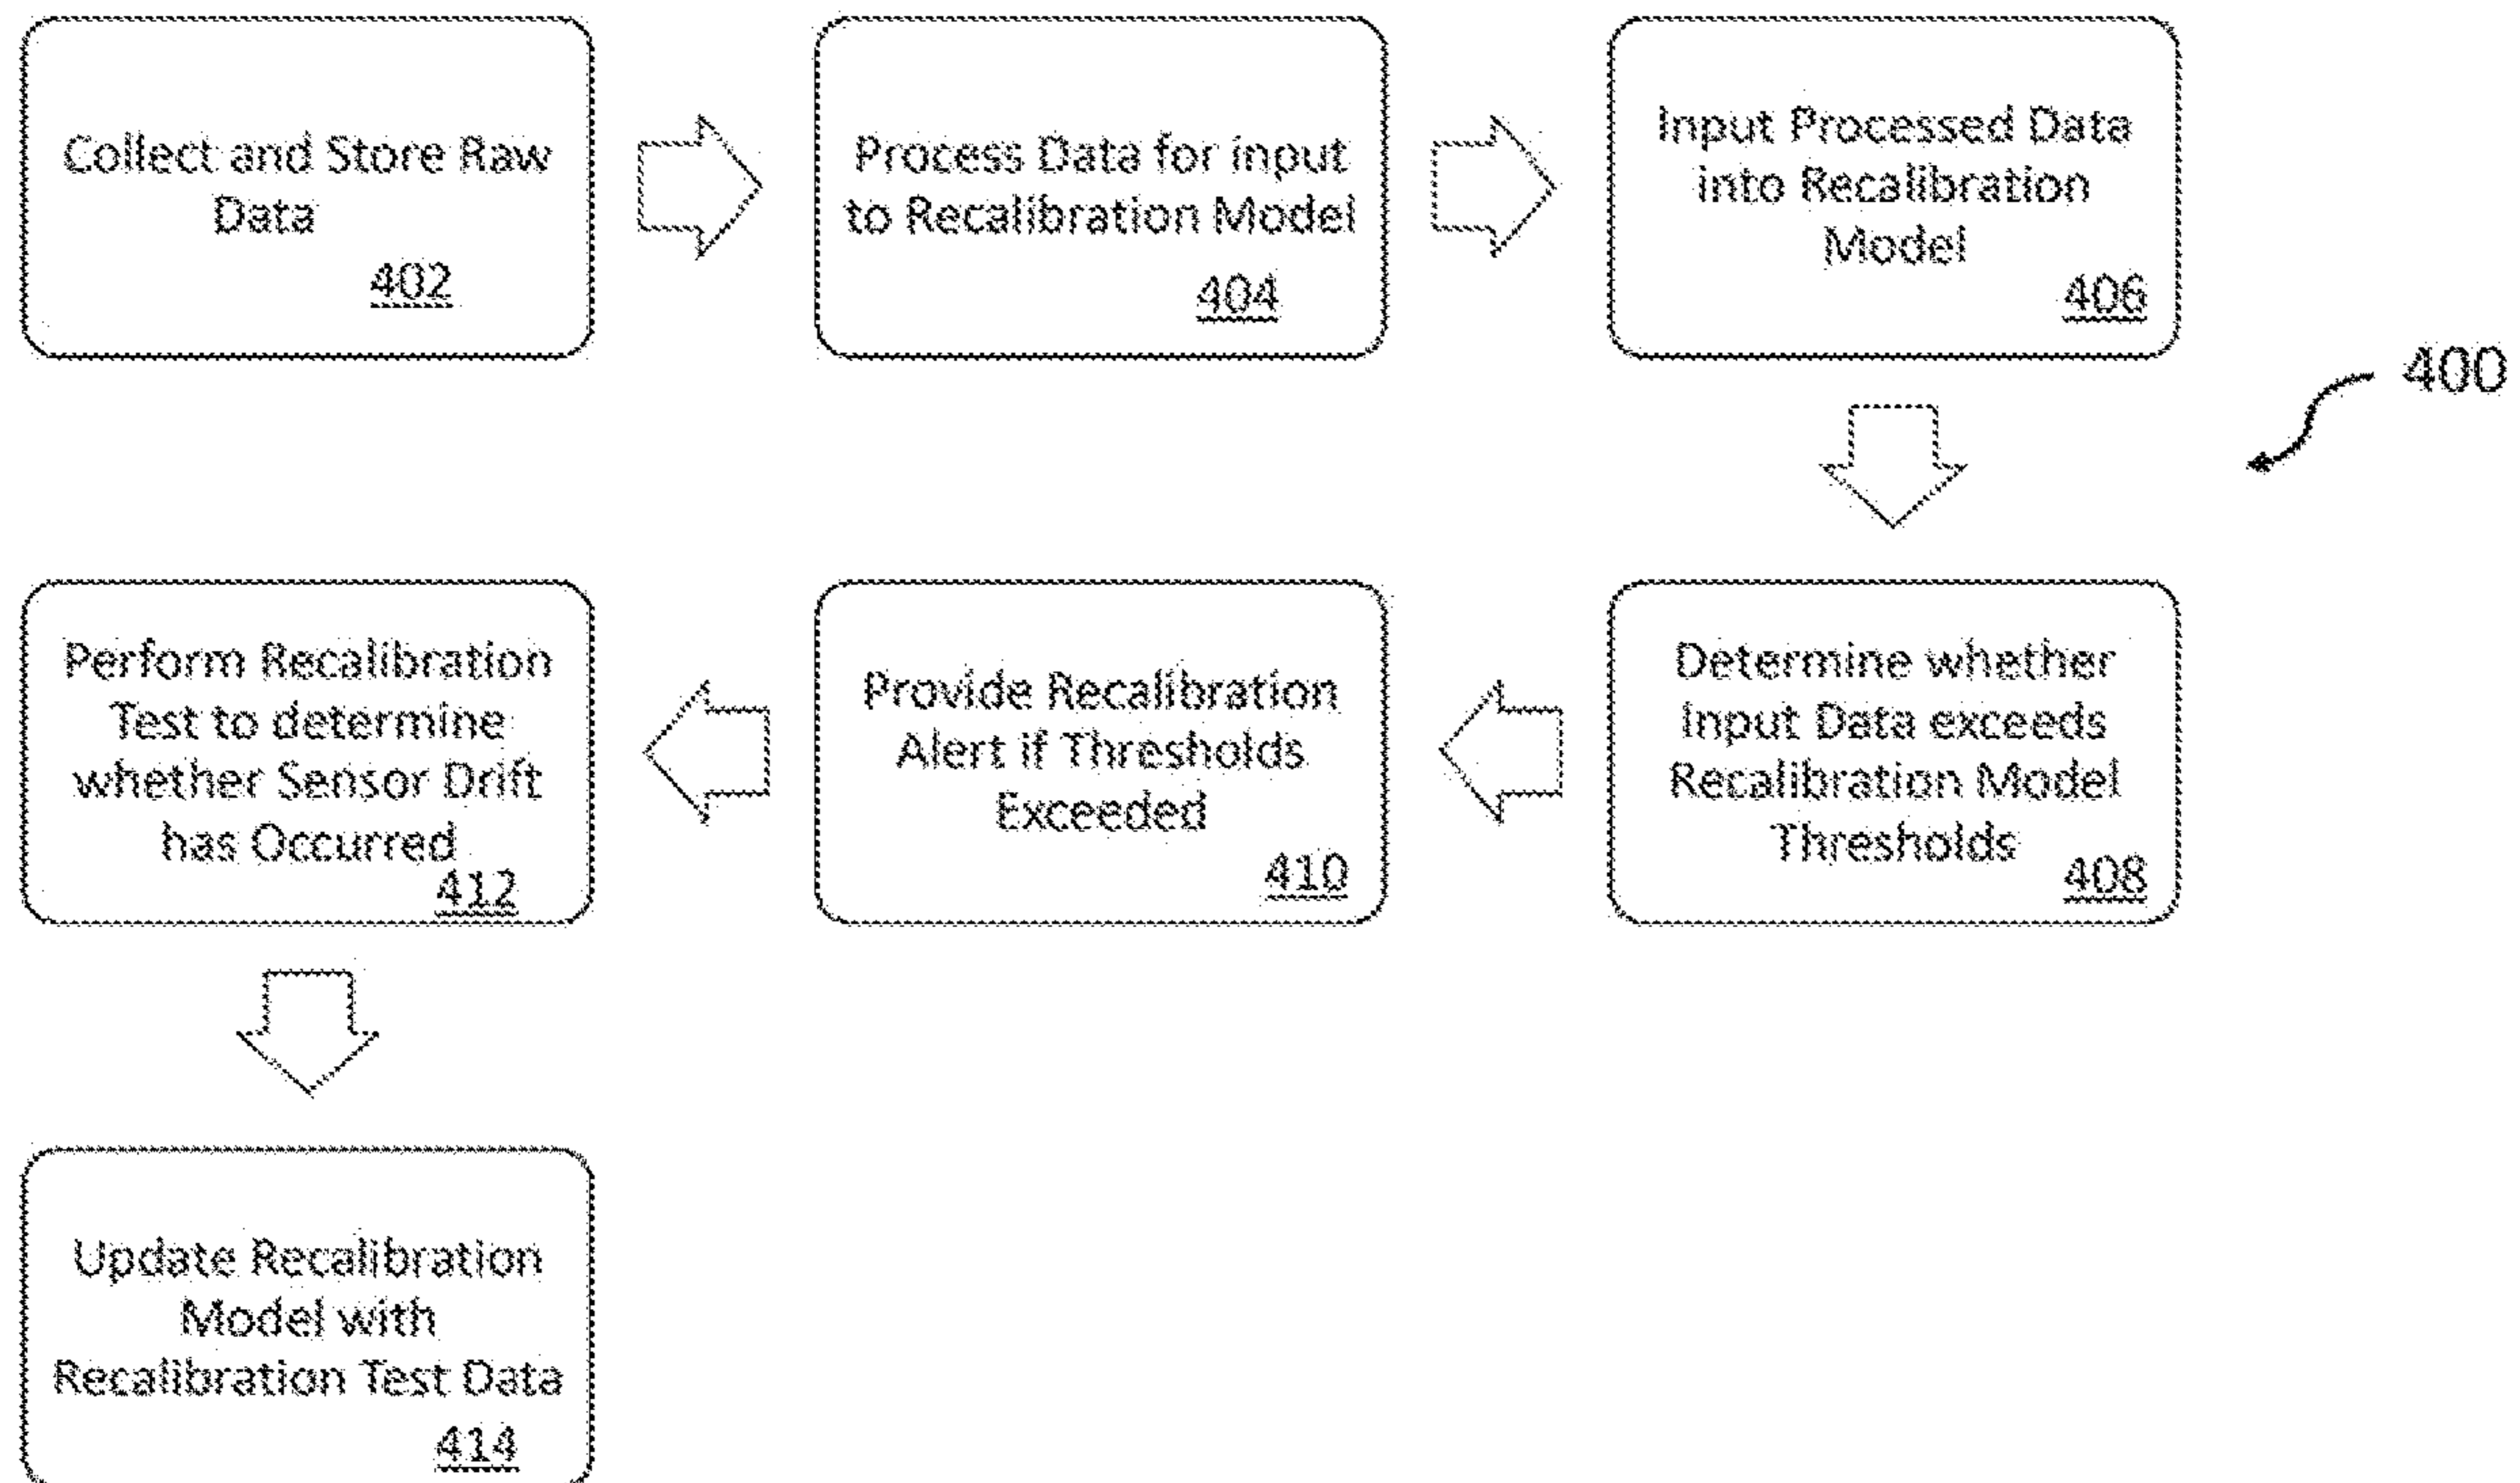 Collect and Store Raw
Data
402
Process Data for input
to Recalibration Model
404
Input Processed Data
into Recalibration
Model
406
400
Determine whether
Input Data exceeds
Recalibration Model
Thresholds
408
Provide Recalibration
Alert if Thresholds
Exceeded
410
Perform Recalibration
Test to determine
whether Sensor Drift
has Occurred
412
Update Recalibration
Model with
Recalibration Test Data
414